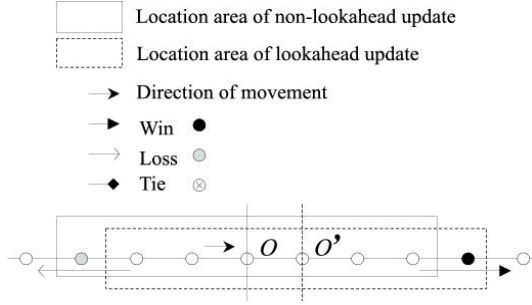 Location area of non-lookahead update
Location area of lookahead update
Direction of movement
Win
Loss
Tie
O O’